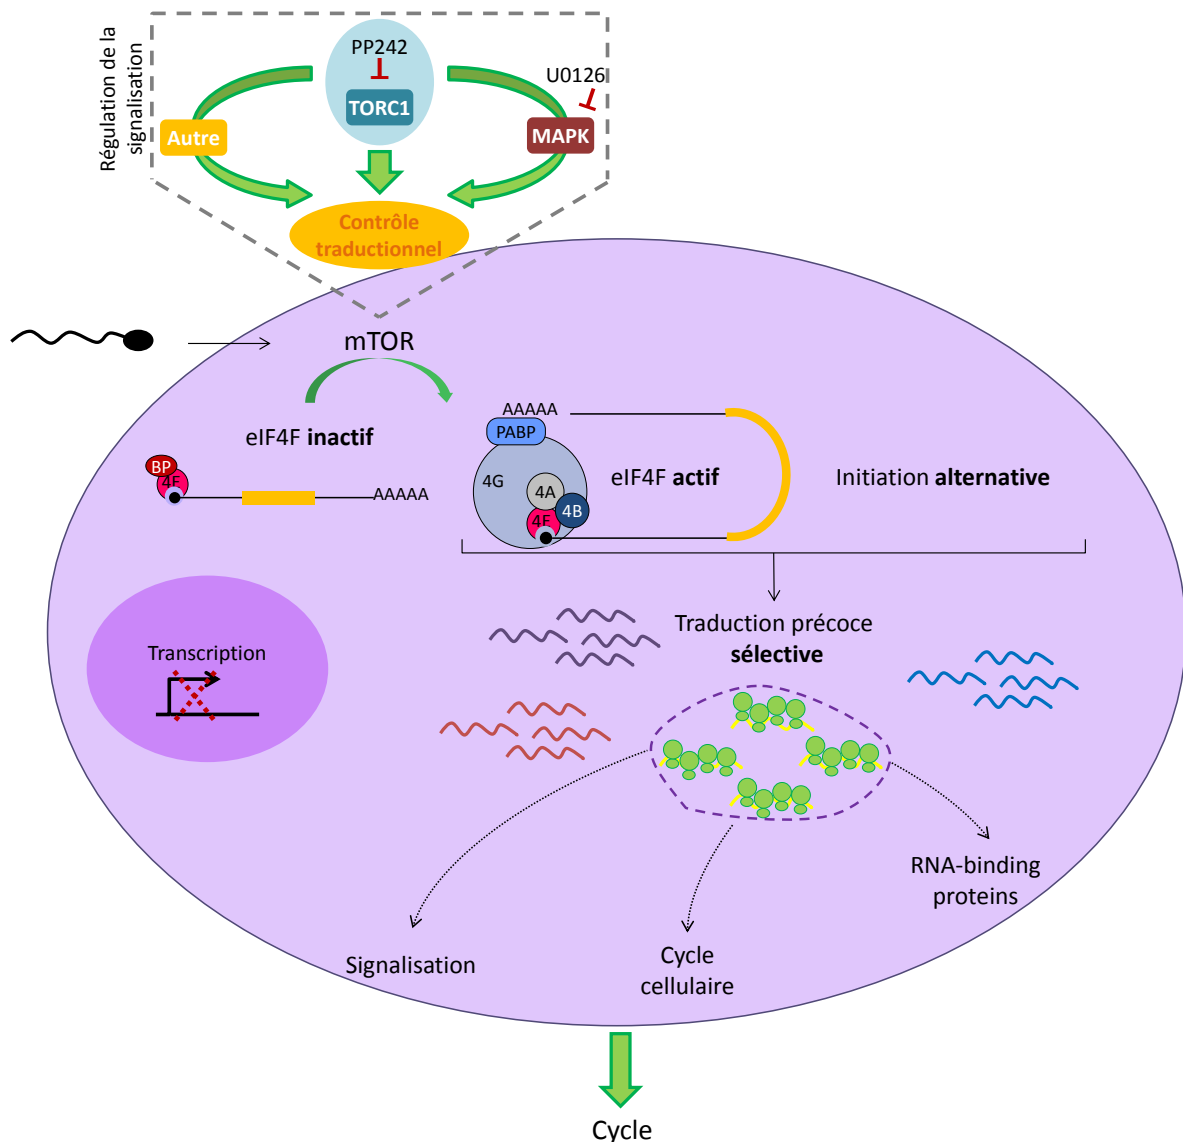 Régulation de la
signalisation
PP242
TORC1
U0126
Autre
MAPK
Contrôle
traductionnel
mTOR
eIF4F inactif
BP
4E
AAAAA
AAAAA
PABP
4G
4A
4B
4E
eIF4F actif
Initiation alternative
Transcription
Traduction précoce
sélective
RNA-binding
proteins
Signalisation
Cycle
cellulaire
Cycle